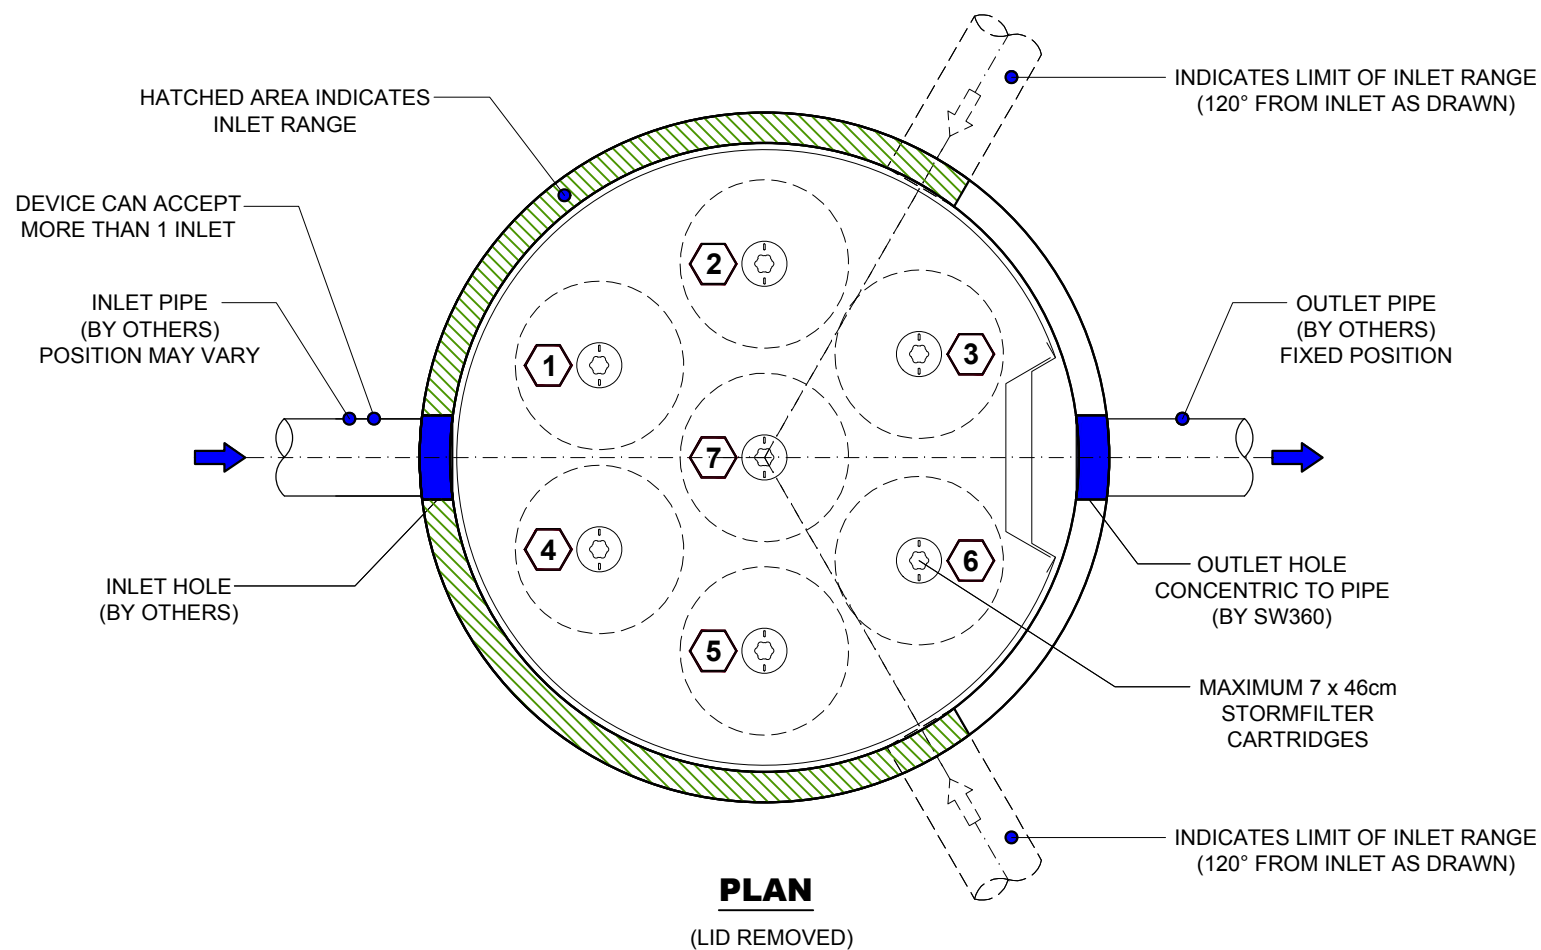 INDICATES LIMIT OF INLET RANGE
(120° FROM INLET AS DRAWN)
HATCHED AREA INDICATES
INLET RANGE
DEVICE CAN ACCEPT
MORE THAN 1 INLET
INLET PIPE
(BY OTHERS)
POSITION MAY VARY
OUTLET PIPE
(BY OTHERS)
FIXED POSITION
2
1
3
7
4
6
5
INLET HOLE
(BY OTHERS)
OUTLET HOLE
CONCENTRIC TO PIPE
(BY SW360)
MAXIMUM 7 x 46cm
STORMFILTER
CARTRIDGES
INDICATES LIMIT OF INLET RANGE
(120° FROM INLET AS DRAWN)
PLAN
(LID REMOVED)